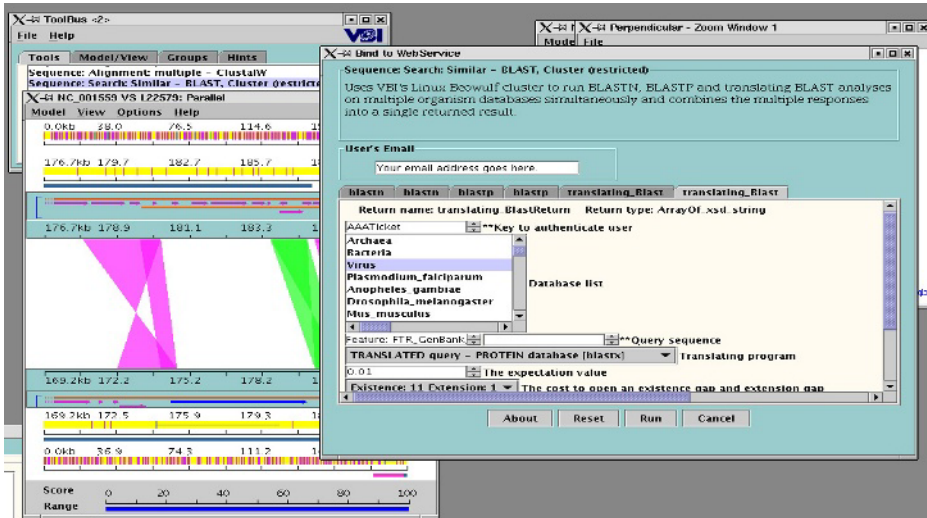 ToolBus <2>
File Help
VBI
Tools Model/View Groups Hints
Sequence: Alignment: multiple - ClustalW
Sequence: Search: Similar - BLAST, Cluster (restricte
NC_001559 VS L22579: Parallel
Model View Options Help
0.0kb 38.0 76.5 114.6 1
176.7kb 179.7 182.7 185.7
176.7kb 178.9 181.1 183.3
169.2kb 172.2 175.2 178.2
169.2kb 172.5 175.9 179.3
0.0kb 36.9 74.3 111.2
Score 0 20 40 60 80 100
Range
Perpendicular - Zoom Window 1
Mode File
Bind to WebService
Sequence: Search: Similar - BLAST, Cluster (restricted)
Uses VBI's Linux Beowulf cluster to run BLASTN, BLASTP and translating BLAST analyses
on multiple organism databases simultaneously and combines the multiple responses
into a single returned result.
User's Email
Your email address goes here.
blastn blastn blastp blastp translating_Blast translating_Blast
Return name: translating_BlastReturn Return type: ArrayOf_xsd_string
AAATicket **Key to authenticate user
Archaea
Bacteria
Virus
Plasmodium_falciparum
Anopheles_gambiae
Drosophila_melanogaster
Mus_musculus
Database list
Feature: FTR_GenBank **Query sequence
TRANSLATED query - PROTEIN database [blastx] Translating program
0.01 The expectation value
Existence: 11 Extension: 1 The cost to open an existence gap and extension gap
About Reset Run Cancel